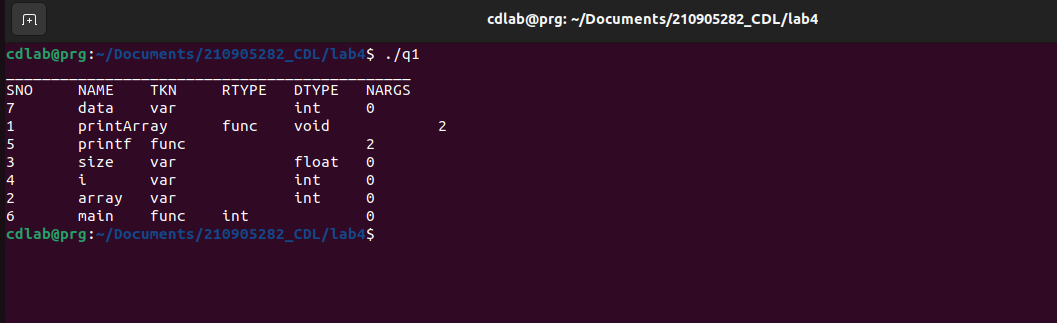 cdlab@prg: ~/Documents/210905282_CDL/lab4
cdlab@prg:~/Documents/210905282_CDL/lab4$ ./q1
_____________________________________________
SNO     NAME    TKN     RTYPE   DTYPE   NARGS
7       data    var             int     0
1       printArray      func    void            2
5       printf  func                    2
3       size    var             float   0
4       i       var             int     0
2       array   var             int     0
6       main    func    int             0
cdlab@prg:~/Documents/210905282_CDL/lab4$